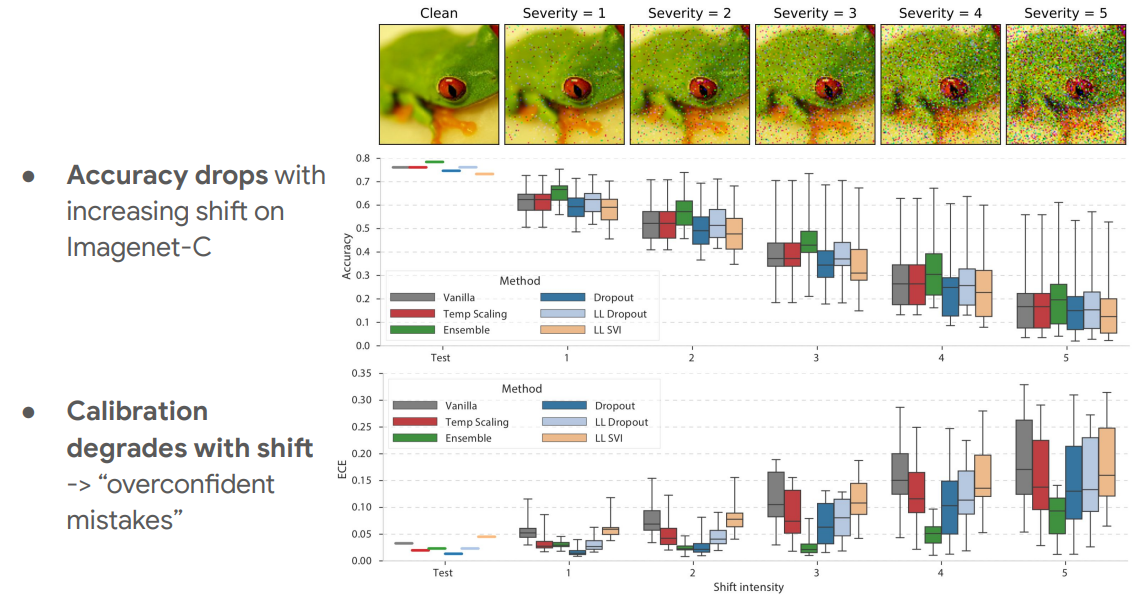 Clean Severity = 1 Severity = 2 Severity = 3 Severity = 4 Severity = 5
● Accuracy drops with
increasing shift on
Imagenet-C
Accuracy
0.8
0.7
0.6
0.5
0.4
0.3
0.2
0.1
0.0
Method
Vanilla Dropout
Temp Scaling LL Dropout
Ensemble LL SVI
Test 1 2 3 4 5
● Calibration
degrades with shift
-> “overconfident
mistakes”
ECE
0.35
0.30
0.25
0.20
0.15
0.10
0.05
0.00
Method
Vanilla Dropout
Temp Scaling LL Dropout
Ensemble LL SVI
Test 1 2 3 4 5
Shift intensity